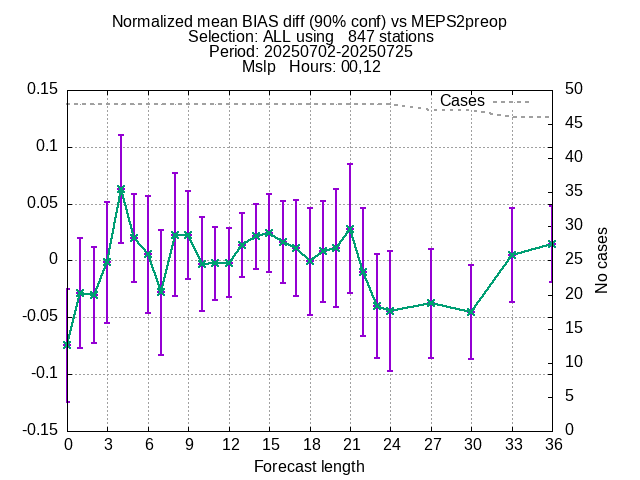 Normalized mean BIAS diff (90% conf) vs MEPS2preop
Selection: ALL using   847 stations
Period: 20250702-20250725
Mslp   Hours: 00,12
Cases
0.15
0.1
0.05
0
-0.05
-0.1
-0.15
50
45
40
35
30
25
20
15
10
5
0
No cases
0 3 6 9 12 15 18 21 24 27 30 33 36
Forecast length